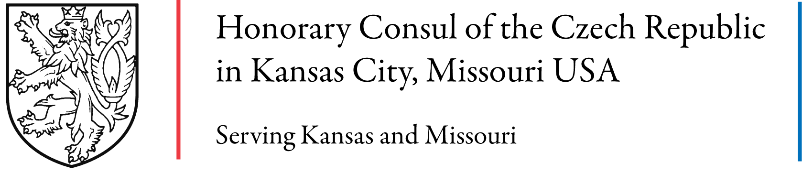 Honorary Consul of the Czech Republic
in Kansas City, Missouri USA
Serving Kansas and Missouri